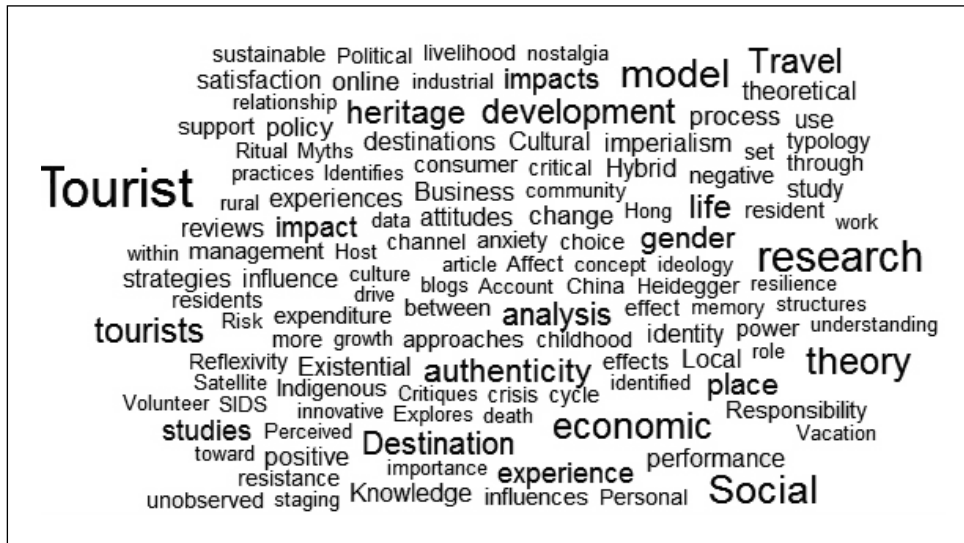 sustainable Political livelihood nostalgia
satisfaction online industrial impacts model Travel
relationship heritage development process theoretical
support policy destinations Cultural imperialism set use
Ritual Myths typology
practices Identifies consumer critical Hybrid negative through
Tourist rural experiences Business community study
reviews impact data attitudes change Hong life resident work
within management Host channel anxiety choice gender research
strategies influence culture article Affect concept ideology
residents drive blogs Account China Heidegger resilience
tourists Risk expenditure between analysis effect memory structures
more growth approaches childhood identity power understanding
Reflexivity Existential authenticity effects Local role theory
Satellite Indigenous Critiques crisis cycle identified place
Volunteer SIDS innovative Explores death economic Responsibility
studies Perceived Destination Vacation
toward positive importance experience performance
resistance
unobserved staging Knowledge influences Personal Social